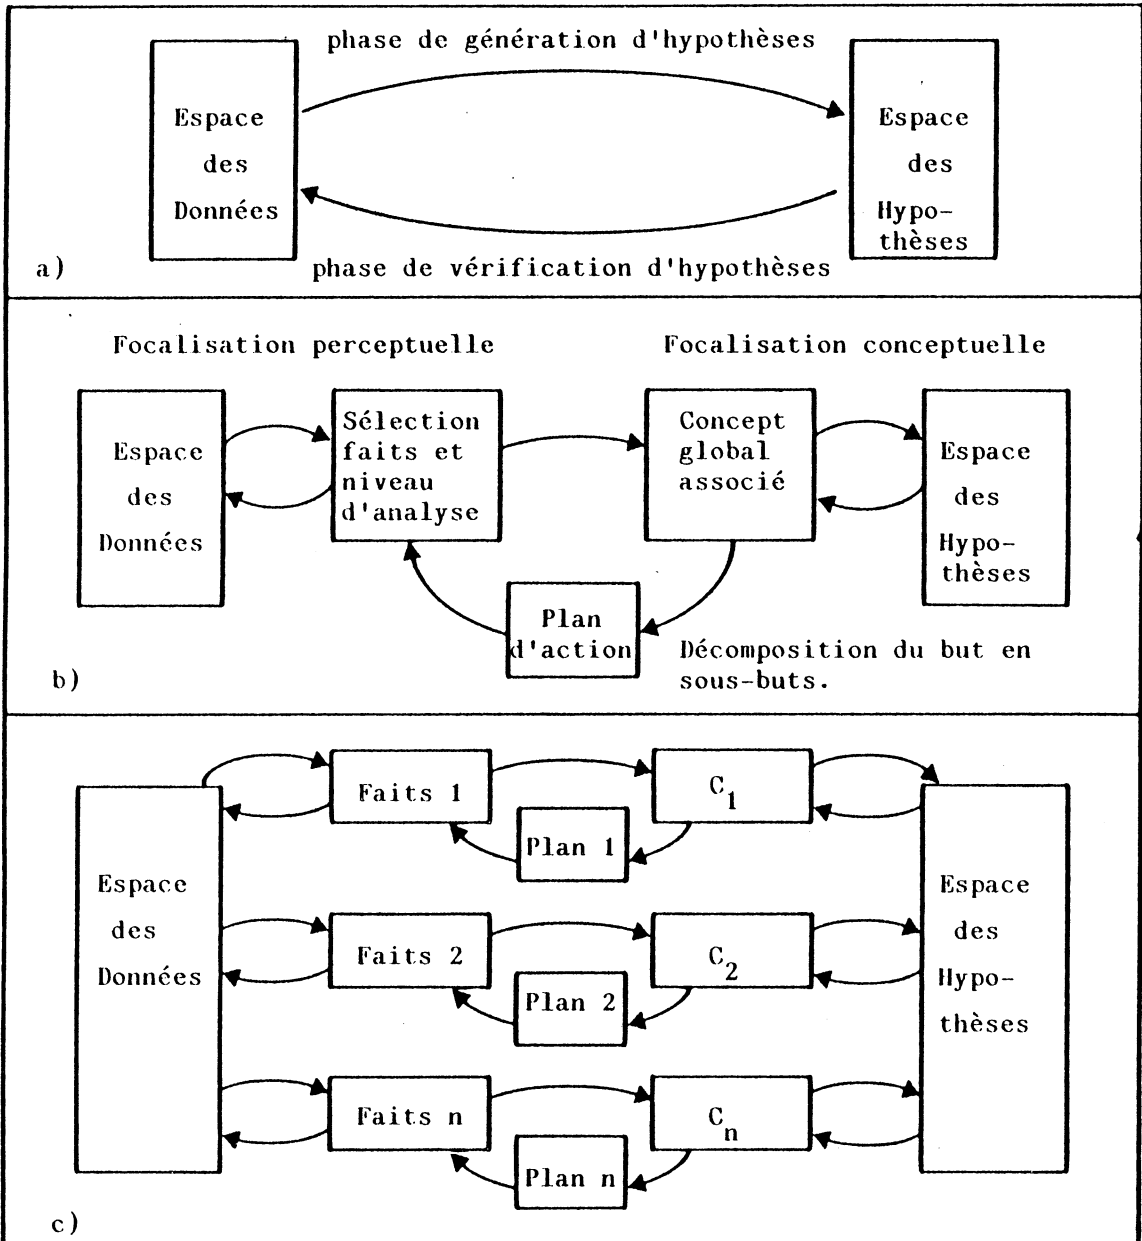 phase de génération d'hypothèses
Espace
des
Données
Espace
des
Hypo-
thèses
phase de vérification d'hypothèses
a)
Focalisation perceptuelle
Focalisation conceptuelle
Espace
des
Données
Sélection
faits et
niveau
d'analyse
Concept
global
associé
Espace
des
Hypo-
thèses
Plan
d'action
Décomposition du but en
sous-buts.
b)
Espace
des
Données
Faits 1
C1
Plan 1
Faits 2
C2
Plan 2
Faits n
Cn
Plan n
Espace
des
Hypo-
thèses
c)